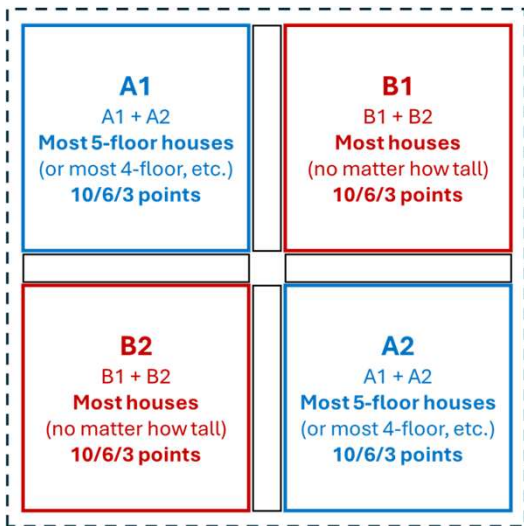 A1
A1 + A2
Most 5-floor houses
(or most 4-floor, etc.)
10/6/3 points
B1
B1 + B2
Most houses
(no matter how tall)
10/6/3 points
B2
B1 + B2
Most houses
(no matter how tall)
10/6/3 points
A2
A1 + A2
Most 5-floor houses
(or most 4-floor, etc.)
10/6/3 points